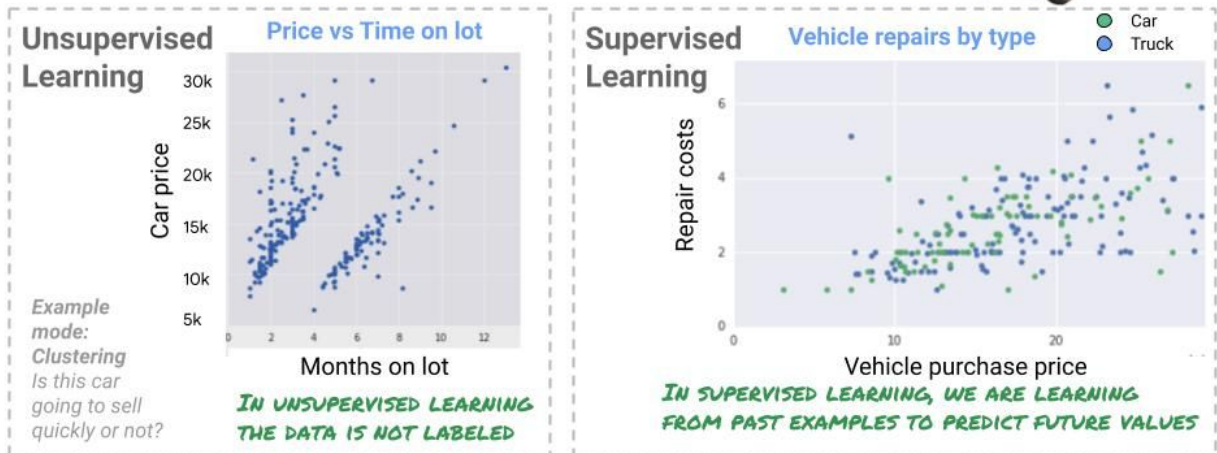 Unsupervised
Learning
Price vs Time on lot
Car price
30k
25k
20k
15k
10k
5k
0 2 4 6 8 10 12
Months on lot
Example
mode:
Clustering
Is this car
going to sell
quickly or not?
IN UNSUPERVISED LEARNING
THE DATA IS NOT LABELED
Supervised
Learning
Vehicle repairs by type
Car
Truck
Repair costs
6
4
2
0
0 10 20
Vehicle purchase price
IN SUPERVISED LEARNING, WE ARE LEARNING
FROM PAST EXAMPLES TO PREDICT FUTURE VALUES